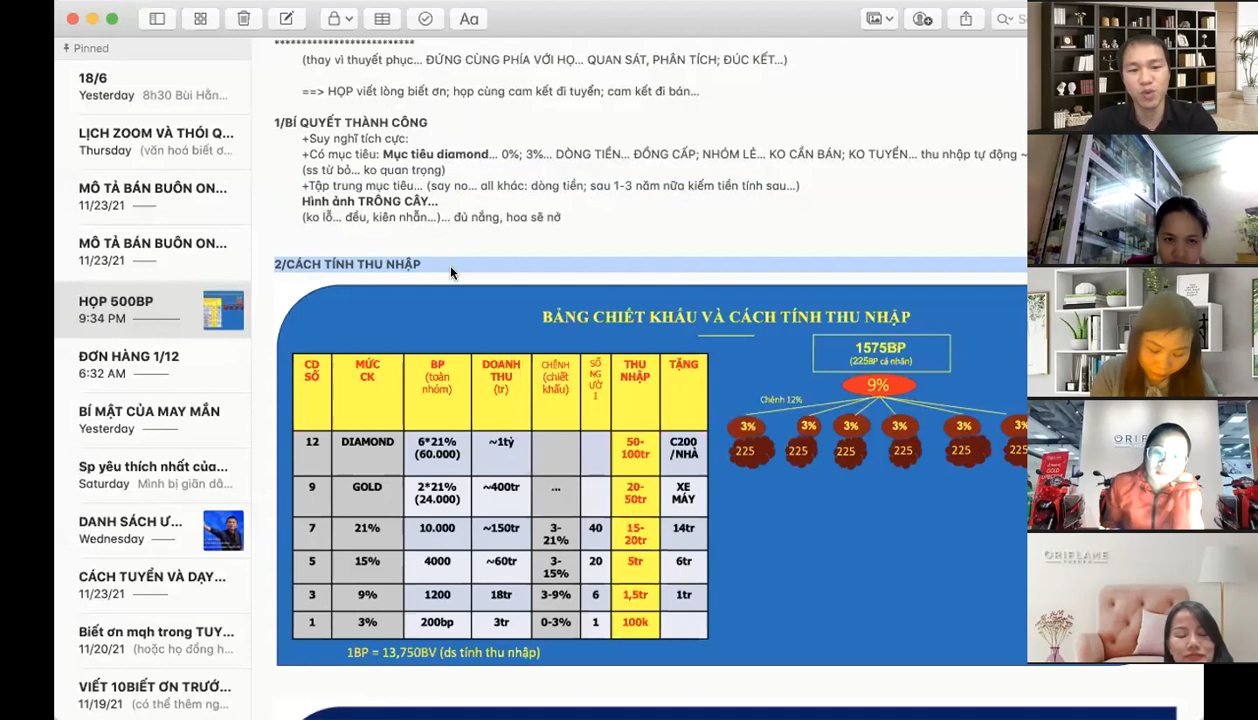 Aa
Pinned
18/6
Yesterday 8h30 Bùi Hằn...
LỊCH ZOOM VÀ THÓI Q...
Thursday (văn hoá biết ơ...
MÔ TẢ BÁN BUÔN ON...
11/23/21
MÔ TẢ BÁN BUÔN ON...
11/23/21
HỌP 500BP
9:34 PM
ĐƠN HÀNG 1/12
6:32 AM
BÍ MẬT CỦA MAY MẮN
Yesterday
Sp yêu thích nhất của...
Saturday Mình bị giãn dâ...
DANH SÁCH Ư...
Wednesday
CÁCH TUYỂN VÀ DẠY...
11/23/21
Biết ơn mqh trong TUY...
11/20/21 (hoặc họ đồng h...
VIẾT 10BIẾT ƠN TRƯỚ...
11/19/21 (có thể thêm ng...
(thay vì thuyết phục... ĐỨNG CÙNG PHÍA VỚI HỌ... QUAN SÁT, PHÂN TÍCH; ĐÚC KẾT...)
==> HỌP viết lòng biết ơn; họp cùng cam kết đi tuyển; cam kết đi bán...
1/BÍ QUYẾT THÀNH CÔNG
+Suy nghĩ tích cực:
+Có mục tiêu: Mục tiêu diamond... 0%; 3%... DÒNG TIỀN... ĐỒNG CẤP; NHÓM LẺ... KO CẦN BÁN; KO TUYỂN... thu nhập tự động ~
(ss từ bỏ... ko quan trọng)
+Tập trung mục tiêu... (say no... all khác: dòng tiền; sau 1-3 năm nữa kiếm tiền tính sau...)
Hình ảnh TRỒNG CÂY...
(ko lỗ... đều, kiên nhẫn...)... đủ nắng, hoa sẽ nở
2/CÁCH TÍNH THU NHẬP
BẢNG CHIẾT KHẤU VÀ CÁCH TÍNH THU NHẬP
CD SỐ MỨC CK BP (toàn nhóm) DOANH THU (tr) CHÊNH (chiết khấu) SỐ NGƯỜI THU NHẬP TẶNG
12 DIAMOND 6*21% (60.000) ~1tỷ 50-100tr C200/NHÀ
9 GOLD 2*21% (24.000) ~400tr ... 20-50tr XE MÁY
7 21% 10.000 ~150tr 3-21% 40 15-20tr 14tr
5 15% 4000 ~60tr 3-15% 20 5tr 6tr
3 9% 1200 18tr 3-9% 6 1,5tr 1tr
1 3% 200bp 3tr 0-3% 1 100k
1BP = 13,750BV (ds tính thu nhập)
1575BP
(225BP cá nhân)
9%
Chênh 12%
3% 3% 3% 3% 3% 3%
225 225 225 225 225 225
ORIFLAME